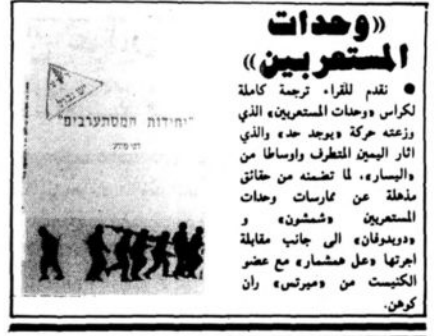 «وحدات
المستعربين»
● نقدم للقراء ترجمة كاملة
لكراس «وحدات المستعربين» الذي
وزعته حركة «يوجد حد» والذي
اثار اليمين المتطرف واوساطا من
«اليسار»، لما تضمنه من حقائق
مذهلة عن ممارسات وحدات
المستعربين «شمشون» و
«دوبدوفان» الى جانب مقابلة
اجرتها «عل همشمار» مع عضو
الكنيست من «ميرتس» ران
كوهن.
יש גבול
"יחידות המסתערבים"